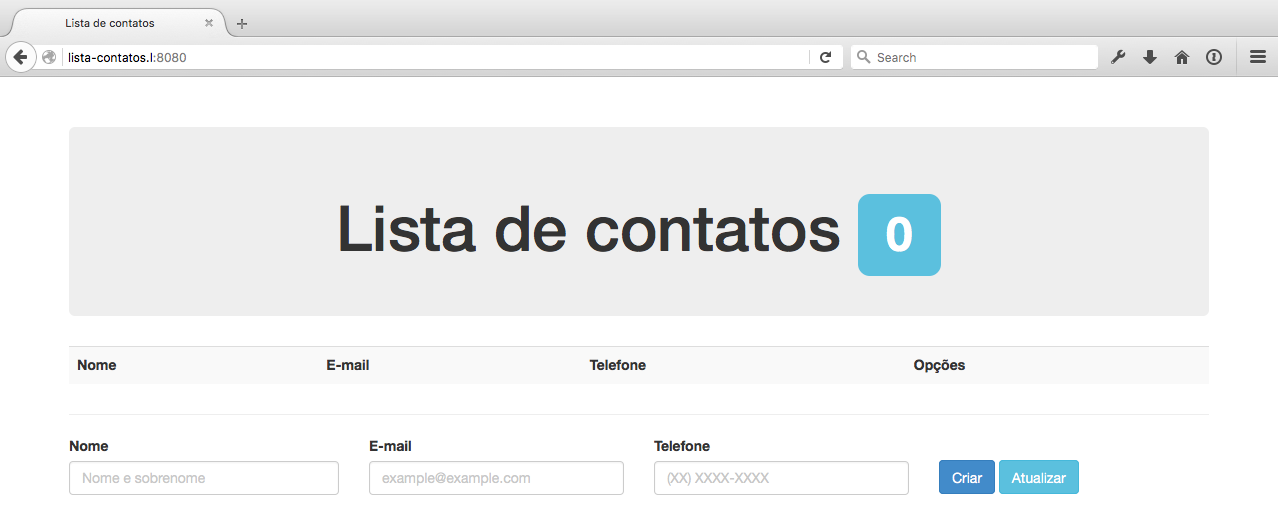 Lista de contatos
lista-contatos.l:8080
Search
Lista de contatos 0
Nome E-mail Telefone Opções
Nome E-mail Telefone
Nome e sobrenome example@example.com (XX) XXXX-XXXX Criar Atualizar